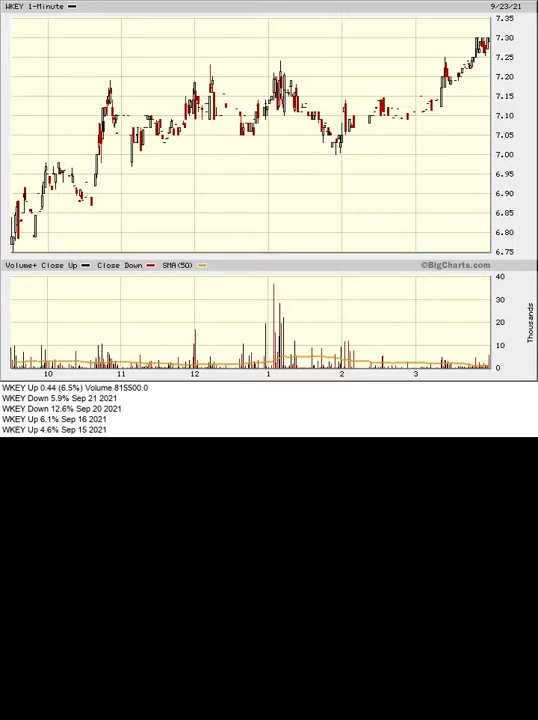 WKEY 1-Minute 9/23/21
7.35
7.30
7.25
7.20
7.15
7.10
7.05
7.00
6.95
6.90
6.85
6.80
6.75
Volume+ Close Up Close Down SMA(50) ©BigCharts.com
40
30
20
10
0
Thousands
10 11 12 1 2 3
WKEY Up 0.44 (6.5%) Volume 815500.0
WKEY Down 5.9% Sep 21 2021
WKEY Down 12.6% Sep 20 2021
WKEY Up 6.1% Sep 16 2021
WKEY Up 4.6% Sep 15 2021